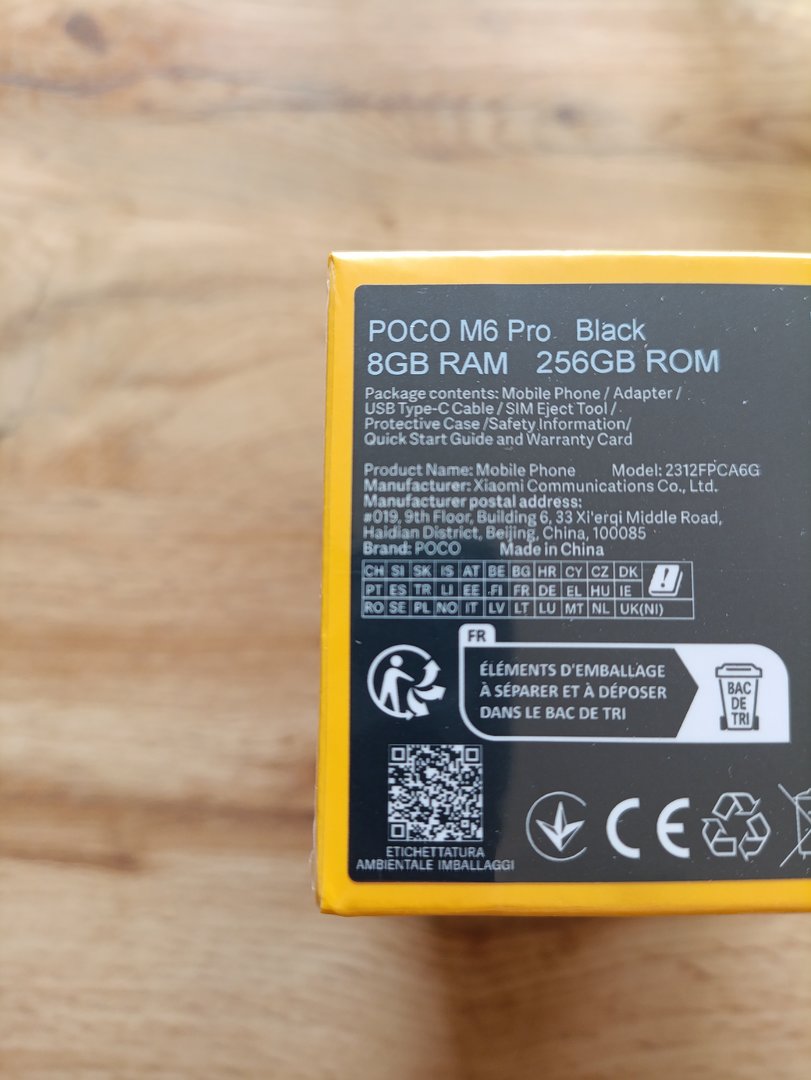 POCO M6 Pro Black
8GB RAM 256GB ROM
Package contents: Mobile Phone / Adapter /
USB Type-C Cable / SIM Eject Tool /
Protective Case /Safety Information/
Quick Start Guide and Warranty Card
Product Name: Mobile Phone Model: 2312FPCA6G
Manufacturer: Xiaomi Communications Co., Ltd.
Manufacturer postal address:
#019, 9th Floor, Building 6, 33 Xi'erqi Middle Road,
Haidian District, Beijing, China, 100085
Brand: POCO Made in China
CH SI SK IS AT BE BG HR CY CZ DK
PT ES TR LI EE FI FR DE EL HU IE
RO SE PL NO IT LV LT LU MT NL UK(NI)
FR
ÉLÉMENTS D'EMBALLAGE
À SÉPARER ET À DÉPOSER
DANS LE BAC DE TRI
BAC
DE
TRI
CE
ETICHETTATURA
AMBIENTALE IMBALLAGGI